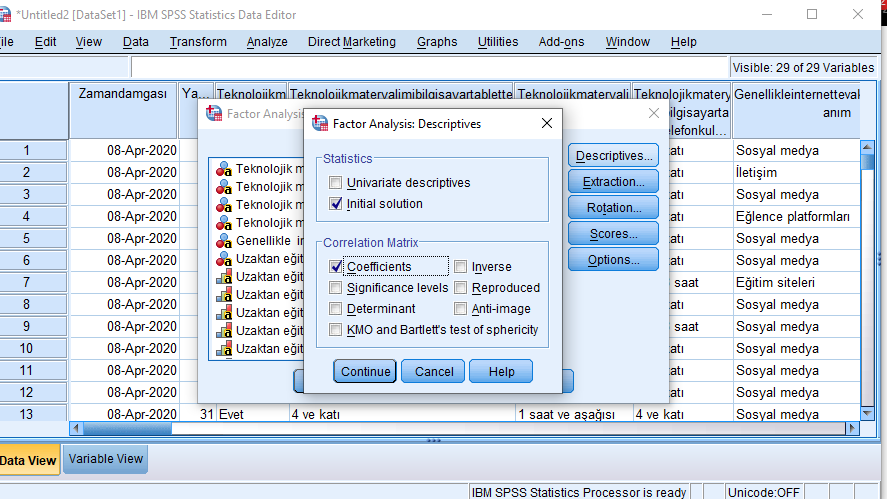 *Untitled2 [DataSet1] - IBM SPSS Statistics Data Editor
ile Edit View Data Transform Analyze Direct Marketing Graphs Utilities Add-ons Window Help
Visible: 29 of 29 Variables
Zamandamgası Ya... Teknolojikm Teknolojikmateryalimibilgisayartablette Teknolojikmateryali Teknolojikmatery Genellikleinternettevak
bilgisayarta anım
elefonkul...
Factor Analysis
Factor Analysis: Descriptives
Statistics
Univariate descriptives
Initial solution
Correlation Matrix
Coefficients Inverse
Significance levels Reproduced
Determinant Anti-image
KMO and Bartlett's test of sphericity
Continue Cancel Help
Teknolojik m
Teknolojik m
Teknolojik m
Teknolojik m
Genellikle in
Uzaktan eğit
Uzaktan eğit
Uzaktan eğit
Uzaktan eğit
Uzaktan eğit
Uzaktan eğit
Descriptives...
Extraction...
Rotation...
Scores...
Options...
1 08-Apr-2020 katı Sosyal medya
2 08-Apr-2020 katı İletişim
3 08-Apr-2020 katı Sosyal medya
4 08-Apr-2020 katı Eğlence platformları
5 08-Apr-2020 katı Sosyal medya
6 08-Apr-2020 katı Sosyal medya
7 08-Apr-2020 saat Eğitim siteleri
8 08-Apr-2020 katı Sosyal medya
9 08-Apr-2020 saat Sosyal medya
10 08-Apr-2020 katı Sosyal medya
11 08-Apr-2020 katı Sosyal medya
12 08-Apr-2020 katı Sosyal medya
13 08-Apr-2020 31 Evet 4 ve katı 1 saat ve aşağısı 4 ve katı Sosyal medya
Data View Variable View
IBM SPSS Statistics Processor is ready Unicode:OFF